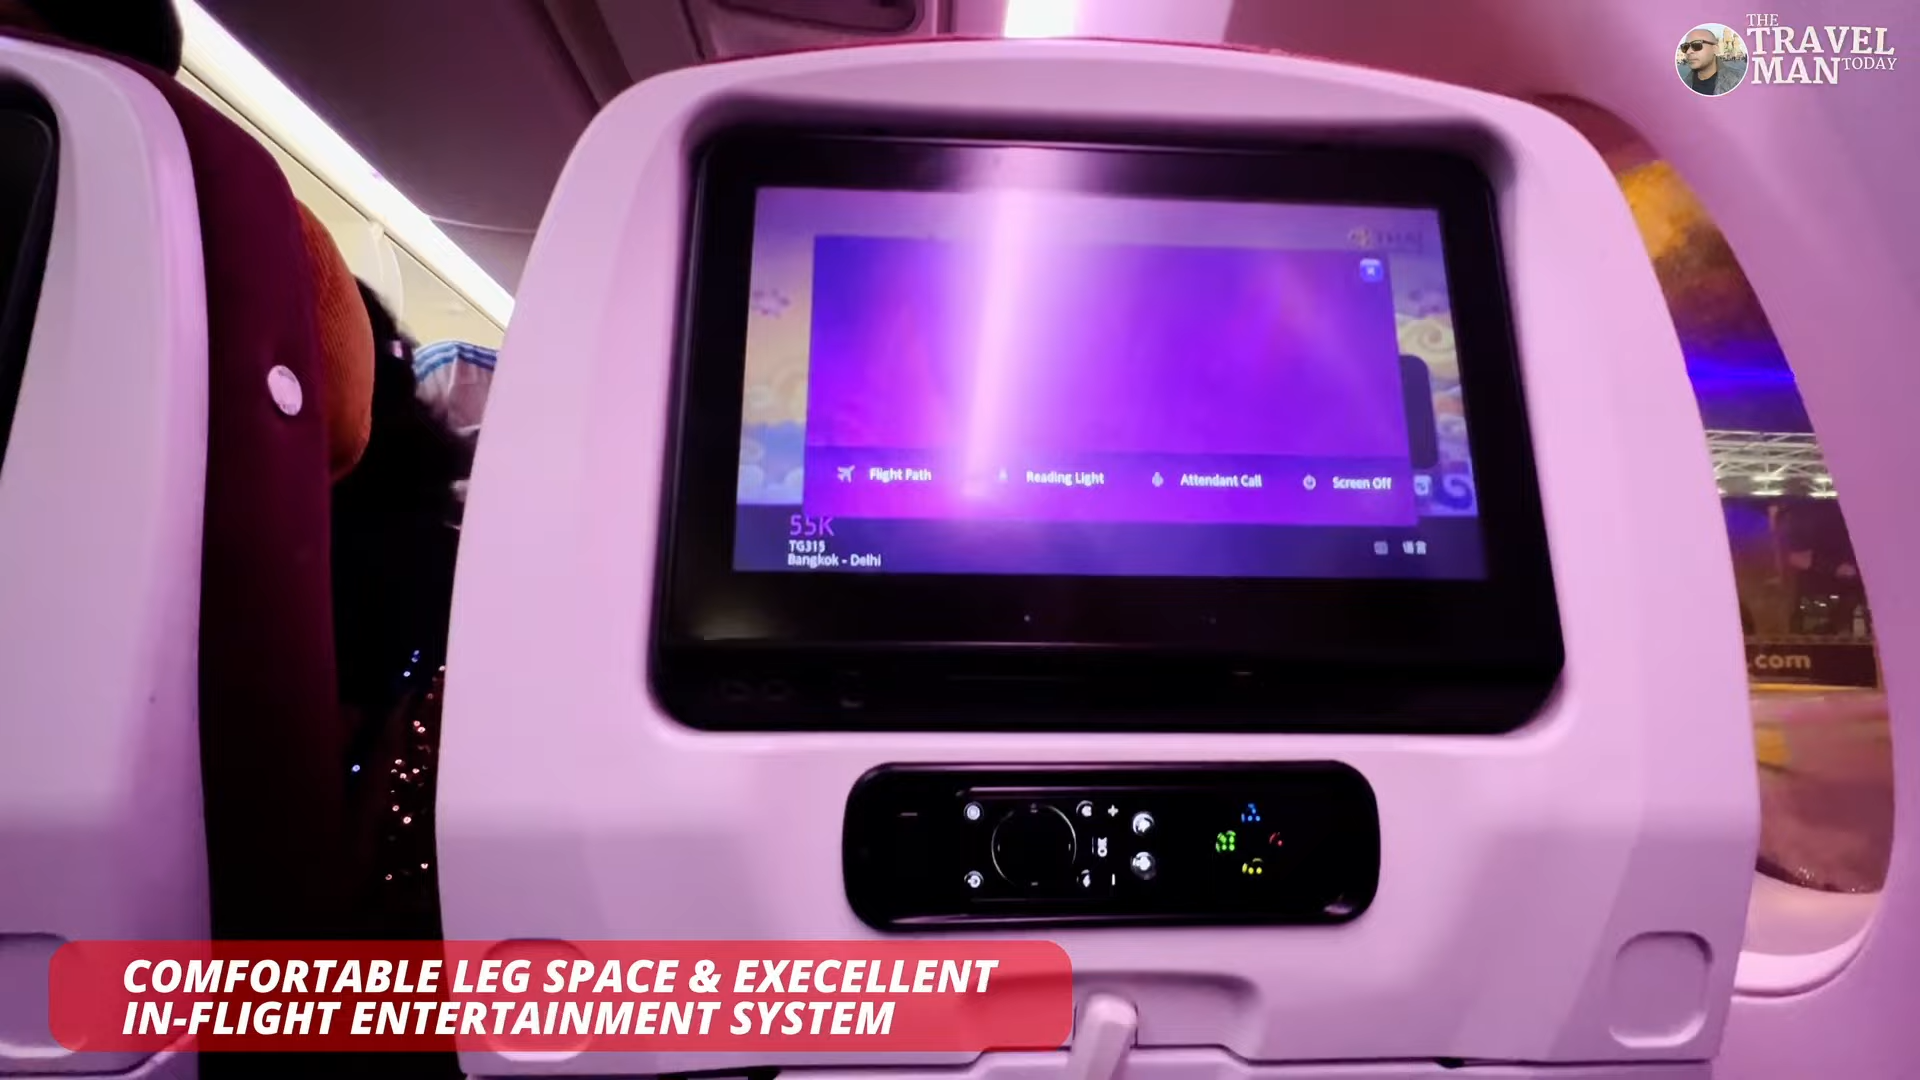 THE
TRAVEL
MAN TODAY
THAI
Flight Path
Reading Light
Attendant Call
Screen Off
55K
TG315
Bangkok - Delhi
.com
COMFORTABLE LEG SPACE & EXECELLENT
IN-FLIGHT ENTERTAINMENT SYSTEM